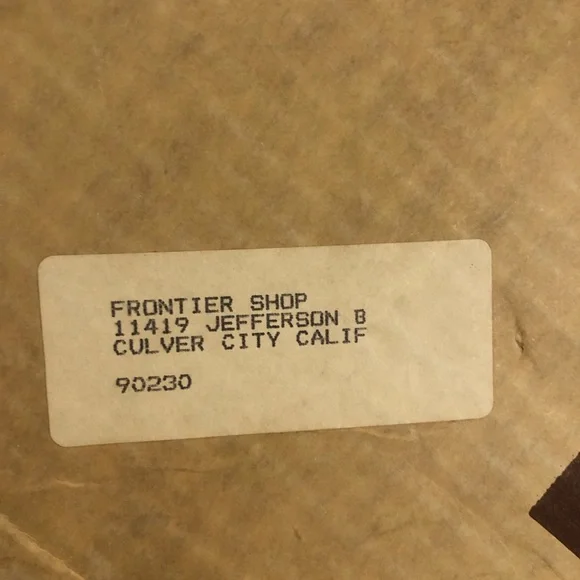 FRONTIER SHOP
11419 JEFFERSON B
CULVER CITY CALIF
90230